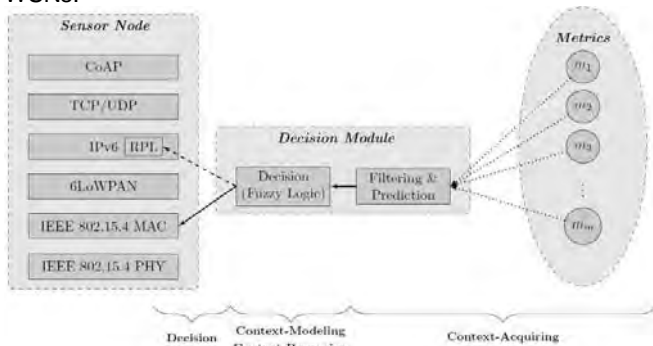 WSNs.
Sensor Node
CoAP
TCP/UDP
IPv6 RPL
6LoWPAN
IEEE 802.15.4 MAC
IEEE 802.15.4 PHY
Decision Module
Decision
(Fuzzy Logic)
Filtering &
Prediction
Metrics
m1
m2
m3
⋮
mm
Decision
Context-Modeling
Context-Acquiring